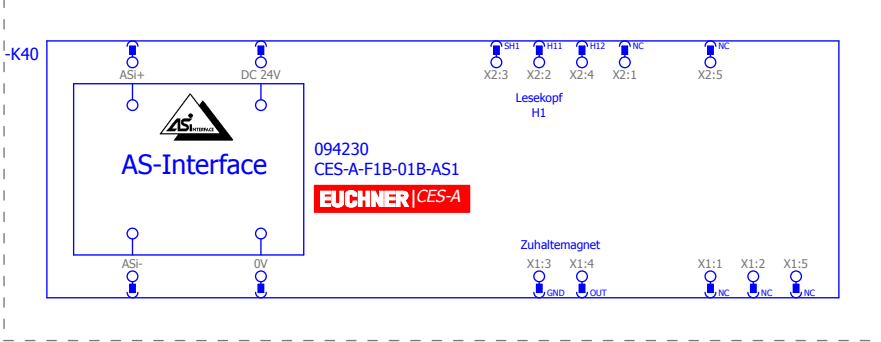 -K40
SH1 H11 H12 NC NC
ASi+ DC 24V X2:3 X2:2 X2:4 X2:1 X2:5
Lesekopf
H1
ASi INTERFACE
AS-Interface
094230
CES-A-F1B-01B-AS1
EUCHNER CES-A
Zuhaltemagnet
ASi- 0V X1:3 X1:4 X1:1 X1:2 X1:5
GND OUT NC NC NC